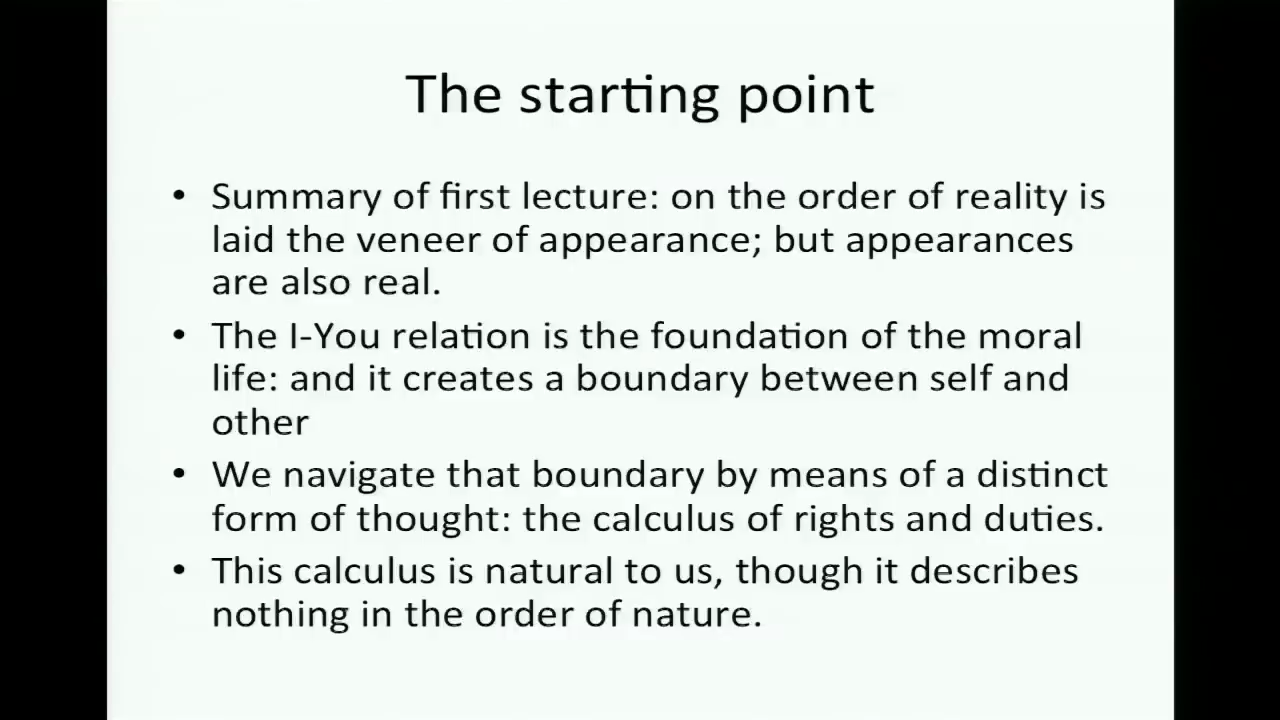 The starting point
• Summary of first lecture: on the order of reality is
laid the veneer of appearance; but appearances
are also real.
• The I-You relation is the foundation of the moral
life: and it creates a boundary between self and
other
• We navigate that boundary by means of a distinct
form of thought: the calculus of rights and duties.
• This calculus is natural to us, though it describes
nothing in the order of nature.